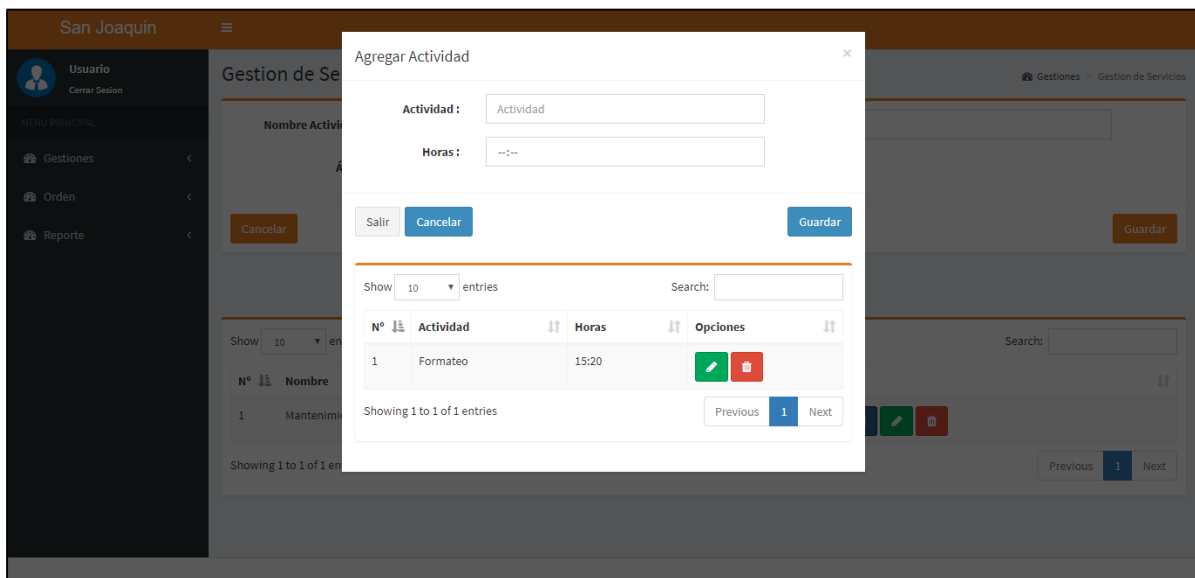 San Joaquin
Usuario
Cerrar Sesion
MENU PRINCIPAL
Gestiones
Orden
Reporte
Gestion de Se
Gestiones > Gestion de Servicios
Nombre Activi
Á
Cancelar
Guardar
Agregar Actividad ×
Actividad : Actividad
Horas : --:--
Salir Cancelar Guardar
Show 10 entries Search:
Nº Actividad Horas Opciones
1 Formateo 15:20
Showing 1 to 1 of 1 entries Previous 1 Next
Show 10 en Search:
Nº Nombre
1 Mantenimi
Showing 1 to 1 of 1 en Previous 1 Next